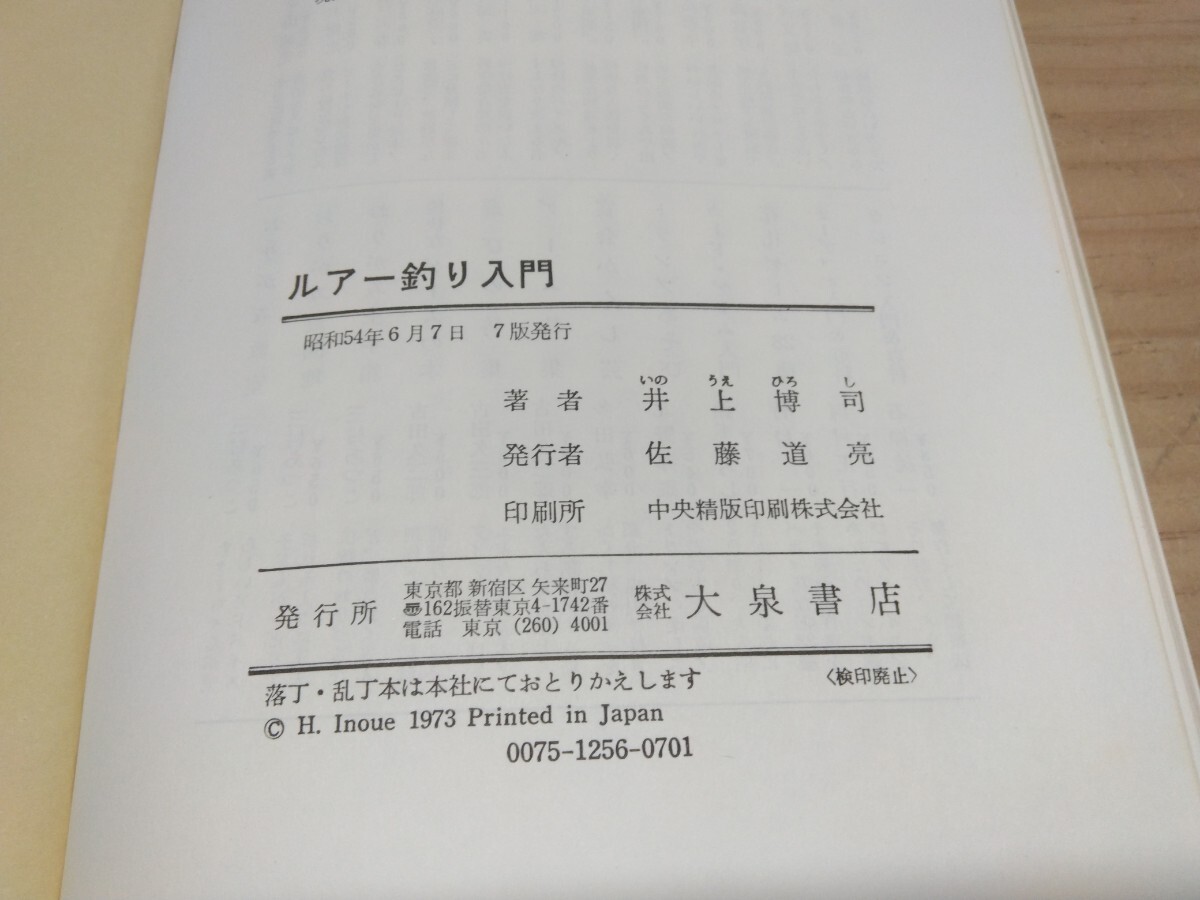 ルアー釣り入門
昭和54年6月7日　7版発行
いの うえ ひろ し
著者　井上博司
発行者　佐藤道亮
印刷所　中央精版印刷株式会社
発行所
東京都 新宿区 矢来町27
〠162振替東京4-1742番
電話　東京（260）4001
株式会社 大泉書店
落丁・乱丁本は本社にておとりかえします　〈検印廃止〉
© H. Inoue 1973 Printed in Japan
0075-1256-0701